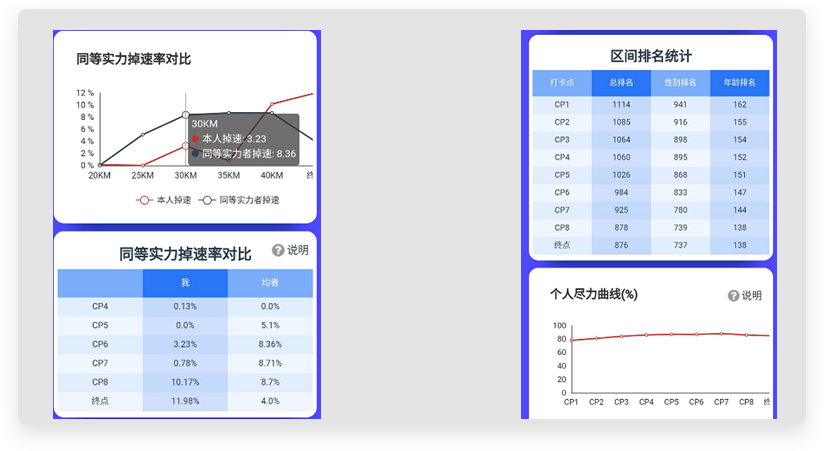 同等实力掉速率对比
12 %
10 %
8 %
6 %
4 %
2 %
0 %
30KM
本人掉速: 3.23
同等实力者掉速: 8.36
20KM 25KM 30KM 35KM 40KM 终
本人掉速 同等实力者掉速
同等实力掉速率对比 ? 说明
我 均者
CP4 0.13% 0.0%
CP5 0.0% 5.1%
CP6 3.23% 8.36%
CP7 0.78% 8.71%
CP8 10.17% 8.7%
终点 11.98% 4.0%
区间排名统计
打卡点 总排名 性别排名 年龄排名
CP1 1114 941 162
CP2 1085 916 155
CP3 1064 898 154
CP4 1060 895 152
CP5 1026 868 151
CP6 984 833 147
CP7 925 780 144
CP8 878 739 138
终点 876 737 138
个人尽力曲线(%) ? 说明
100
80
60
40
20
0
CP1 CP2 CP3 CP4 CP5 CP6 CP7 CP8 终